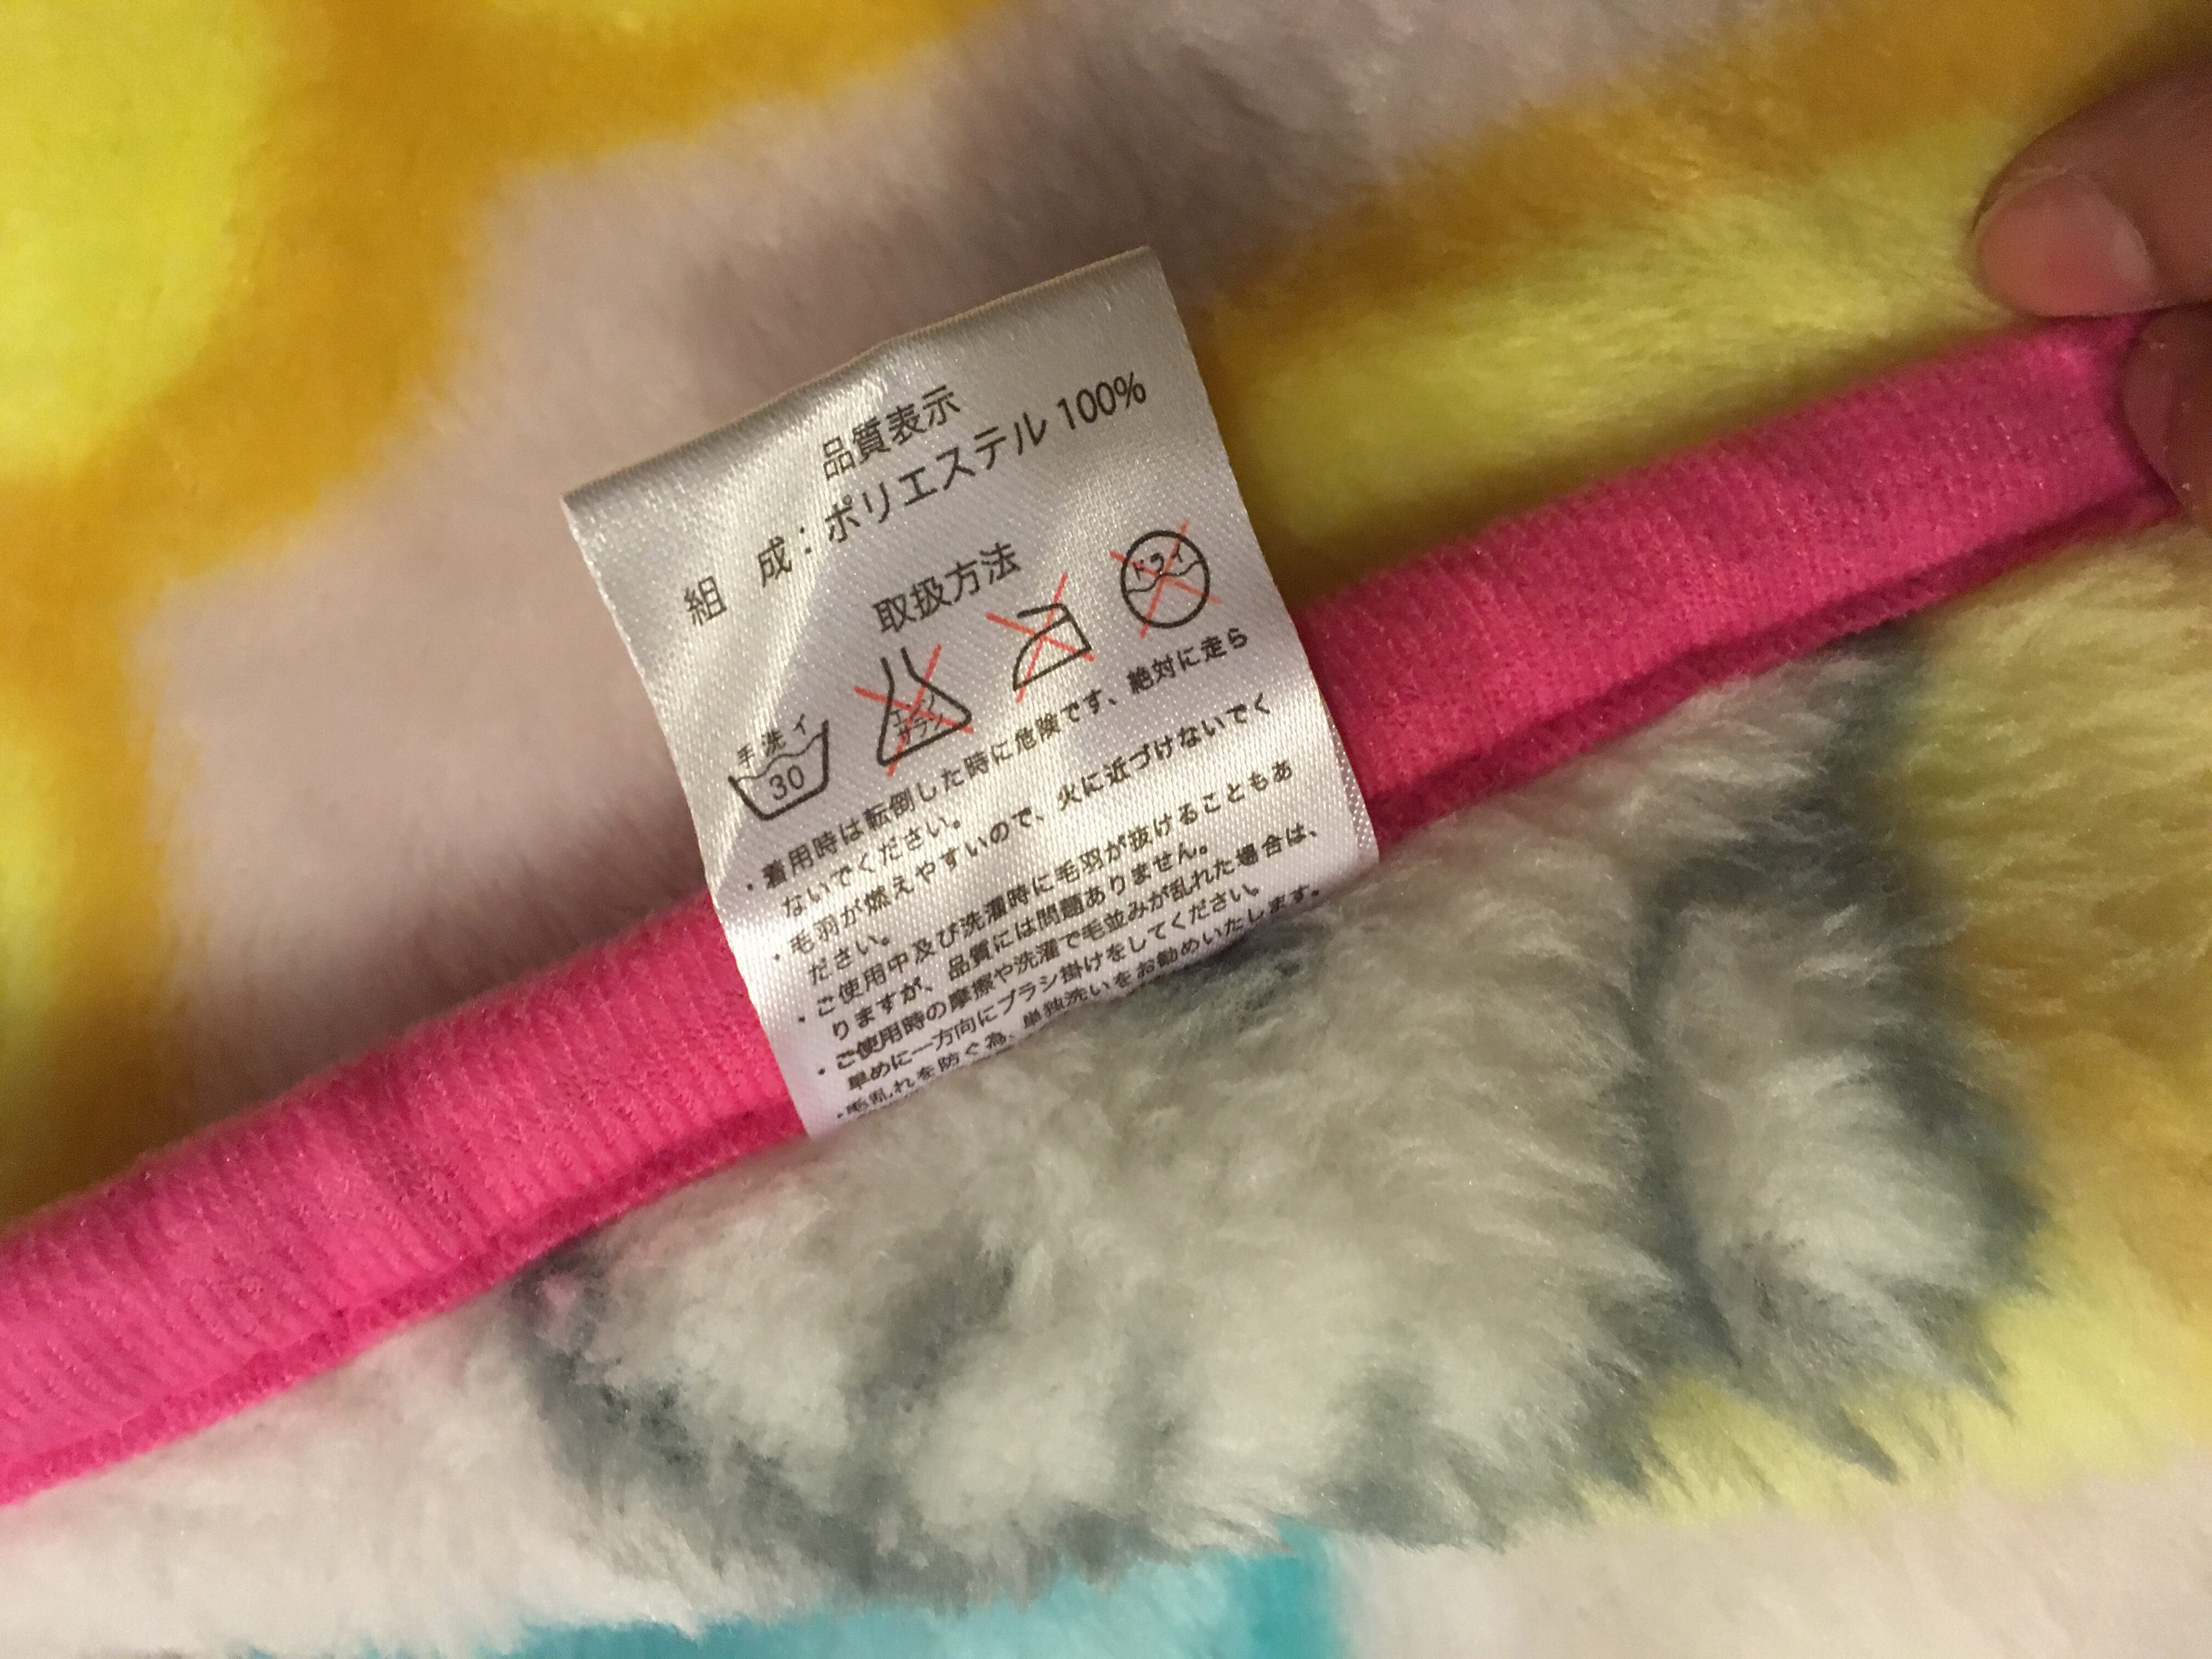 品質表示
組 成：ポリエステル 100%
取扱方法
手洗イ
30
エンソ
サラシ
ドライ
・着用時は転倒した時に危険です、絶対に走ら
ないでください。
・毛羽が燃えやすいので、火に近づけないでく
ださい。
・ご使用中及び洗濯時に毛羽が抜けることもあ
りますが、品質には問題ありません。
・ご使用時の摩擦や洗濯で毛並みが乱れた場合は、
早めに一方向にブラシ掛けをしてください。
・毛乱れを防ぐ為、単独洗いをお勧めいたします。